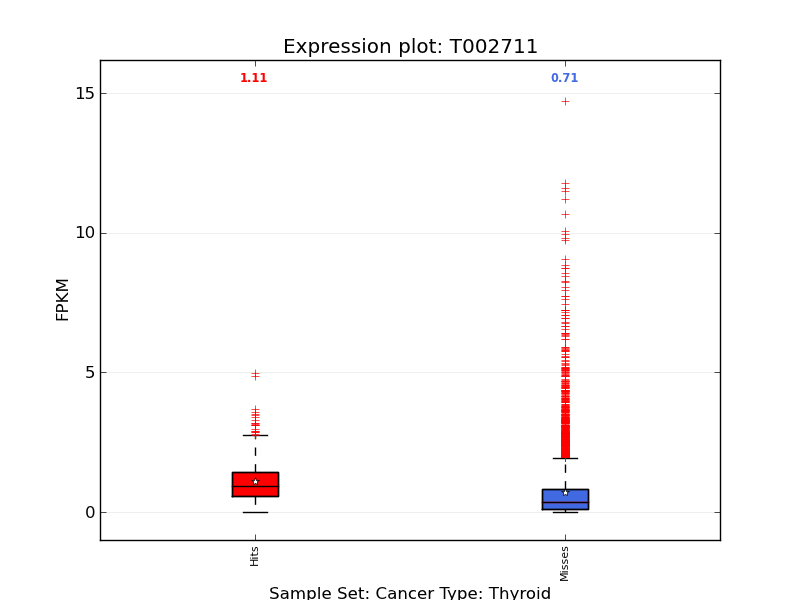 Expression plot: T002711
1.11
0.71
15
10
5
0
FPKM
Hits
Misses
Sample Set: Cancer Type: Thyroid